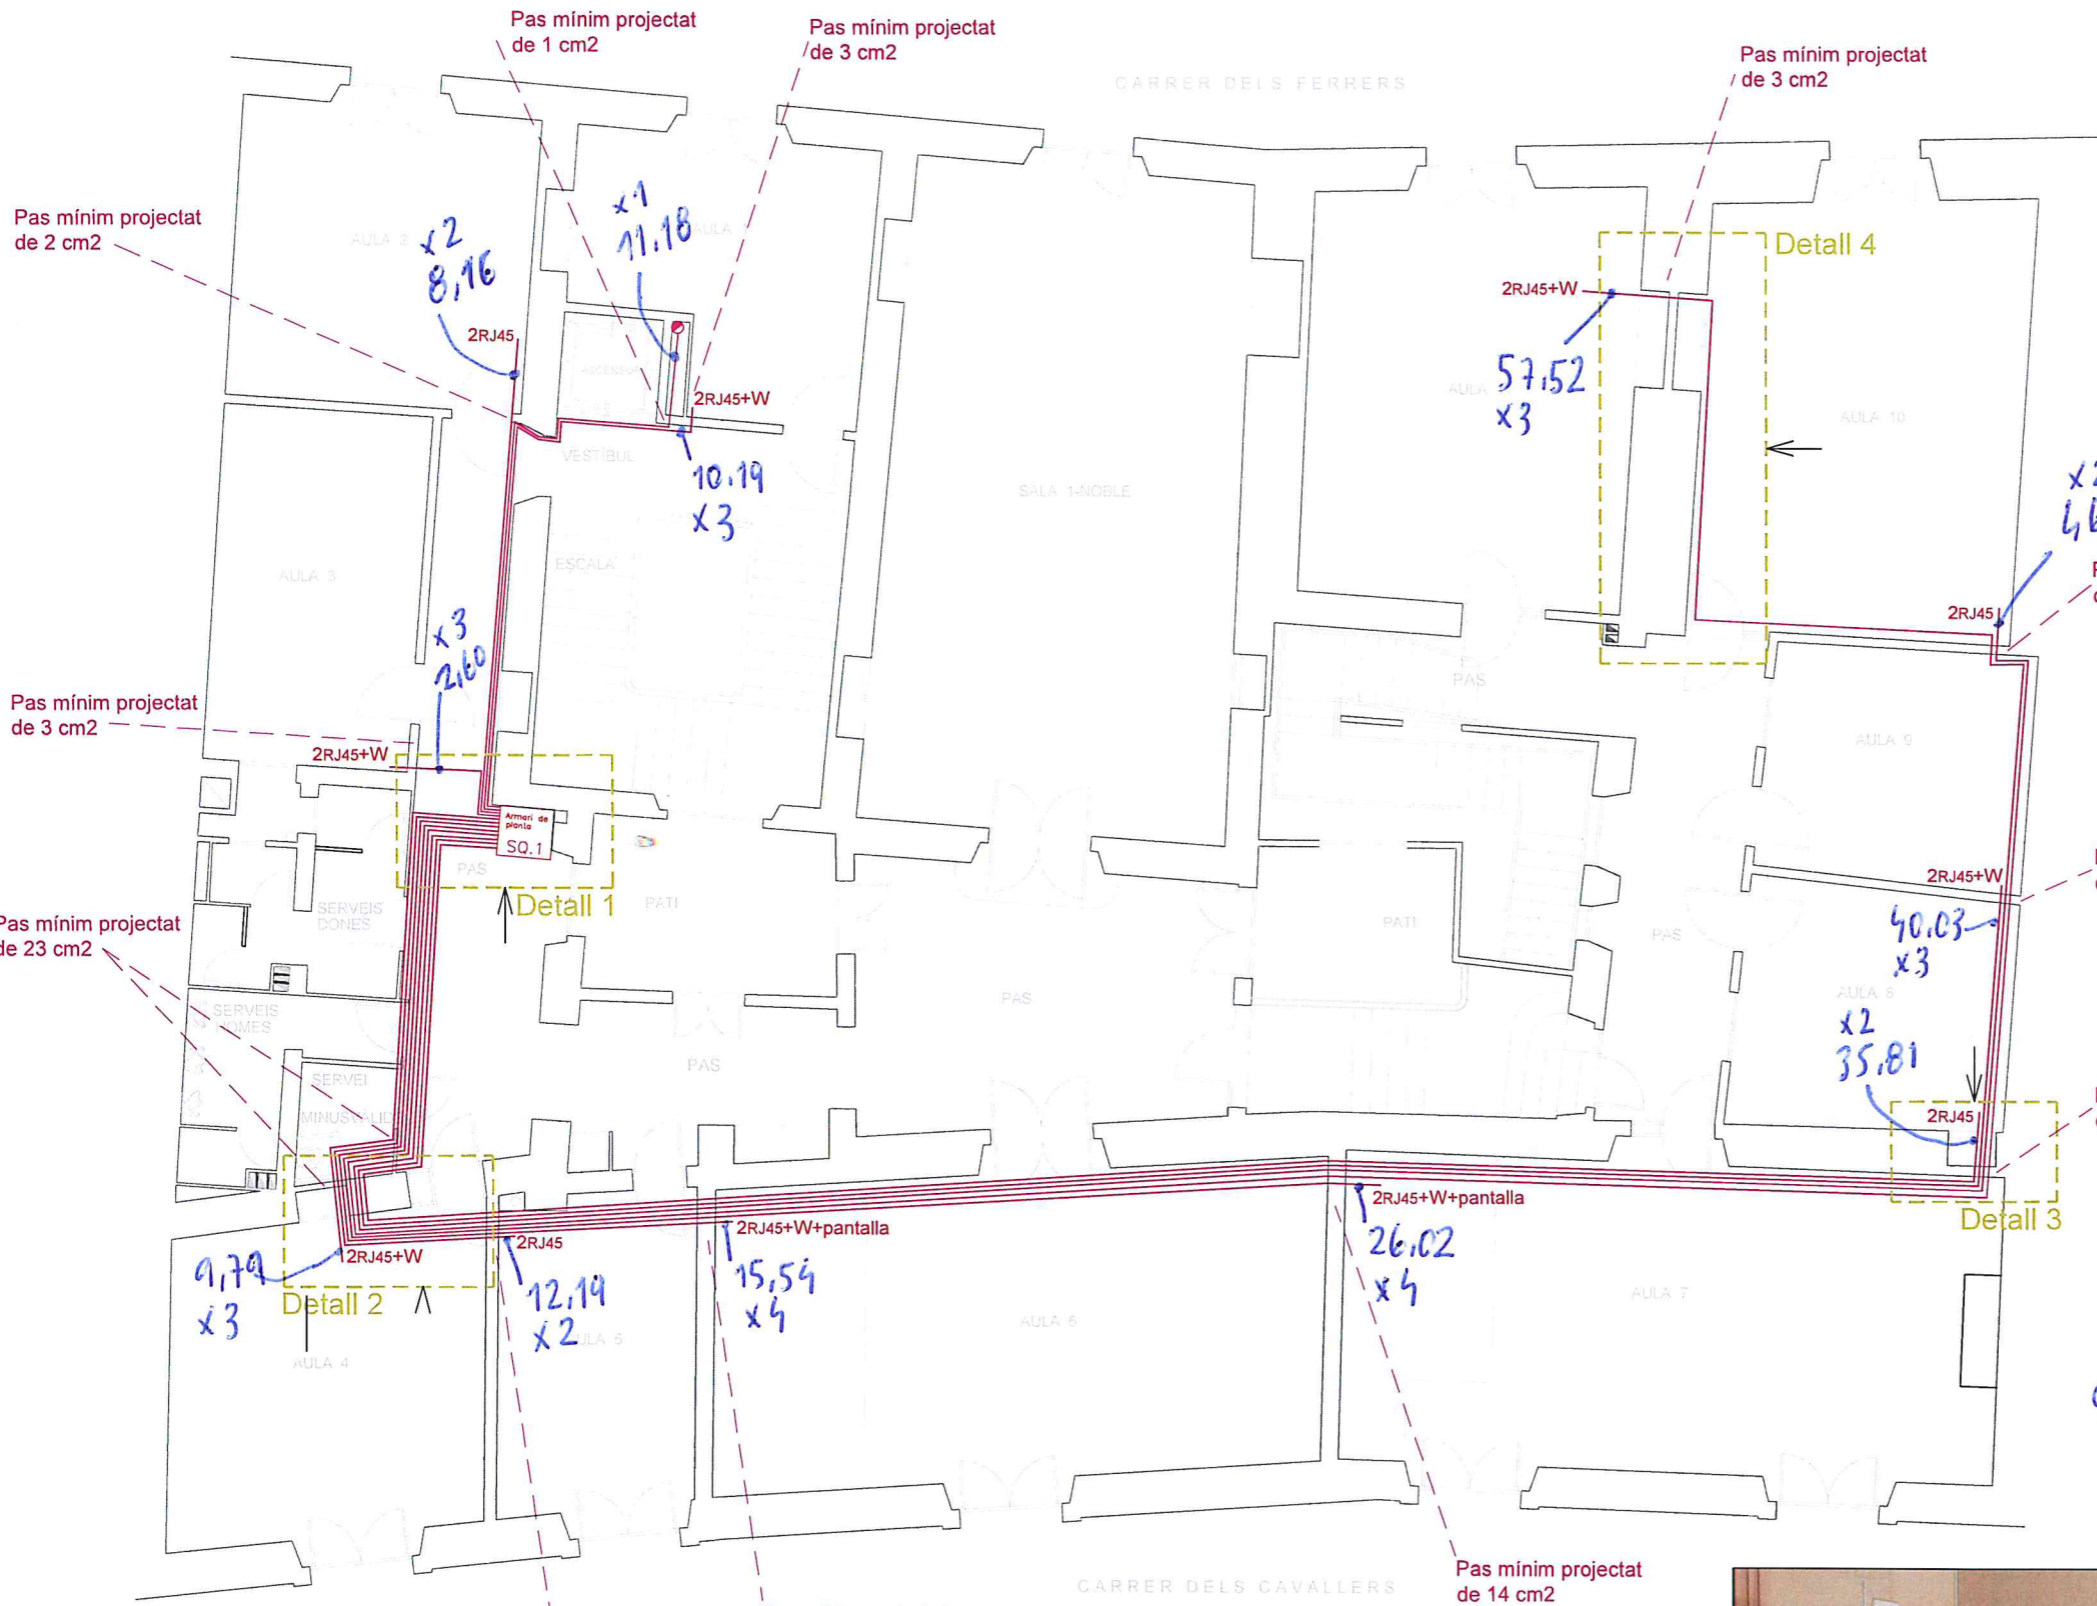 Pas mínim projectat
de 1 cm2
Pas mínim projectat
de 3 cm2
CARRER DELS FERRERS
Pas mínim projectat
de 3 cm2
Pas mínim projectat
de 2 cm2
AULA 2
x2
8,16
x1
11,18
AULA
2RJ45
ASCENSOR
2RJ45+W
VESTÍBUL
10,19
x3
SALA 1-NOBLE
Detall 4
2RJ45+W
57,52
x3
AULA
AULA 10
AULA 3
ESCALA
x3
2,60
2RJ45
PAS
AULA 9
Pas mínim projectat
de 3 cm2
2RJ45+W
Armari de
planta
SQ.1
PAS
Detall 1
PATI
SERVEIS
DONES
Pas mínim projectat
de 23 cm2
PATI
PAS
2RJ45+W
40,03
x3
AULA 8
x2
35,81
SERVEIS
HOMES
PAS
SERVEI
PAS
2RJ45
Detall 3
2RJ45+W
9,79
x3
Detall 2
AULA 4
2RJ45
12,19
x2
2RJ45+W+pantalla
15,54
x4
AULA 6
2RJ45+W+pantalla
26,02
x4
AULA 7
Pas mínim projectat
de 14 cm2
CARRER DELS CAVALLERS